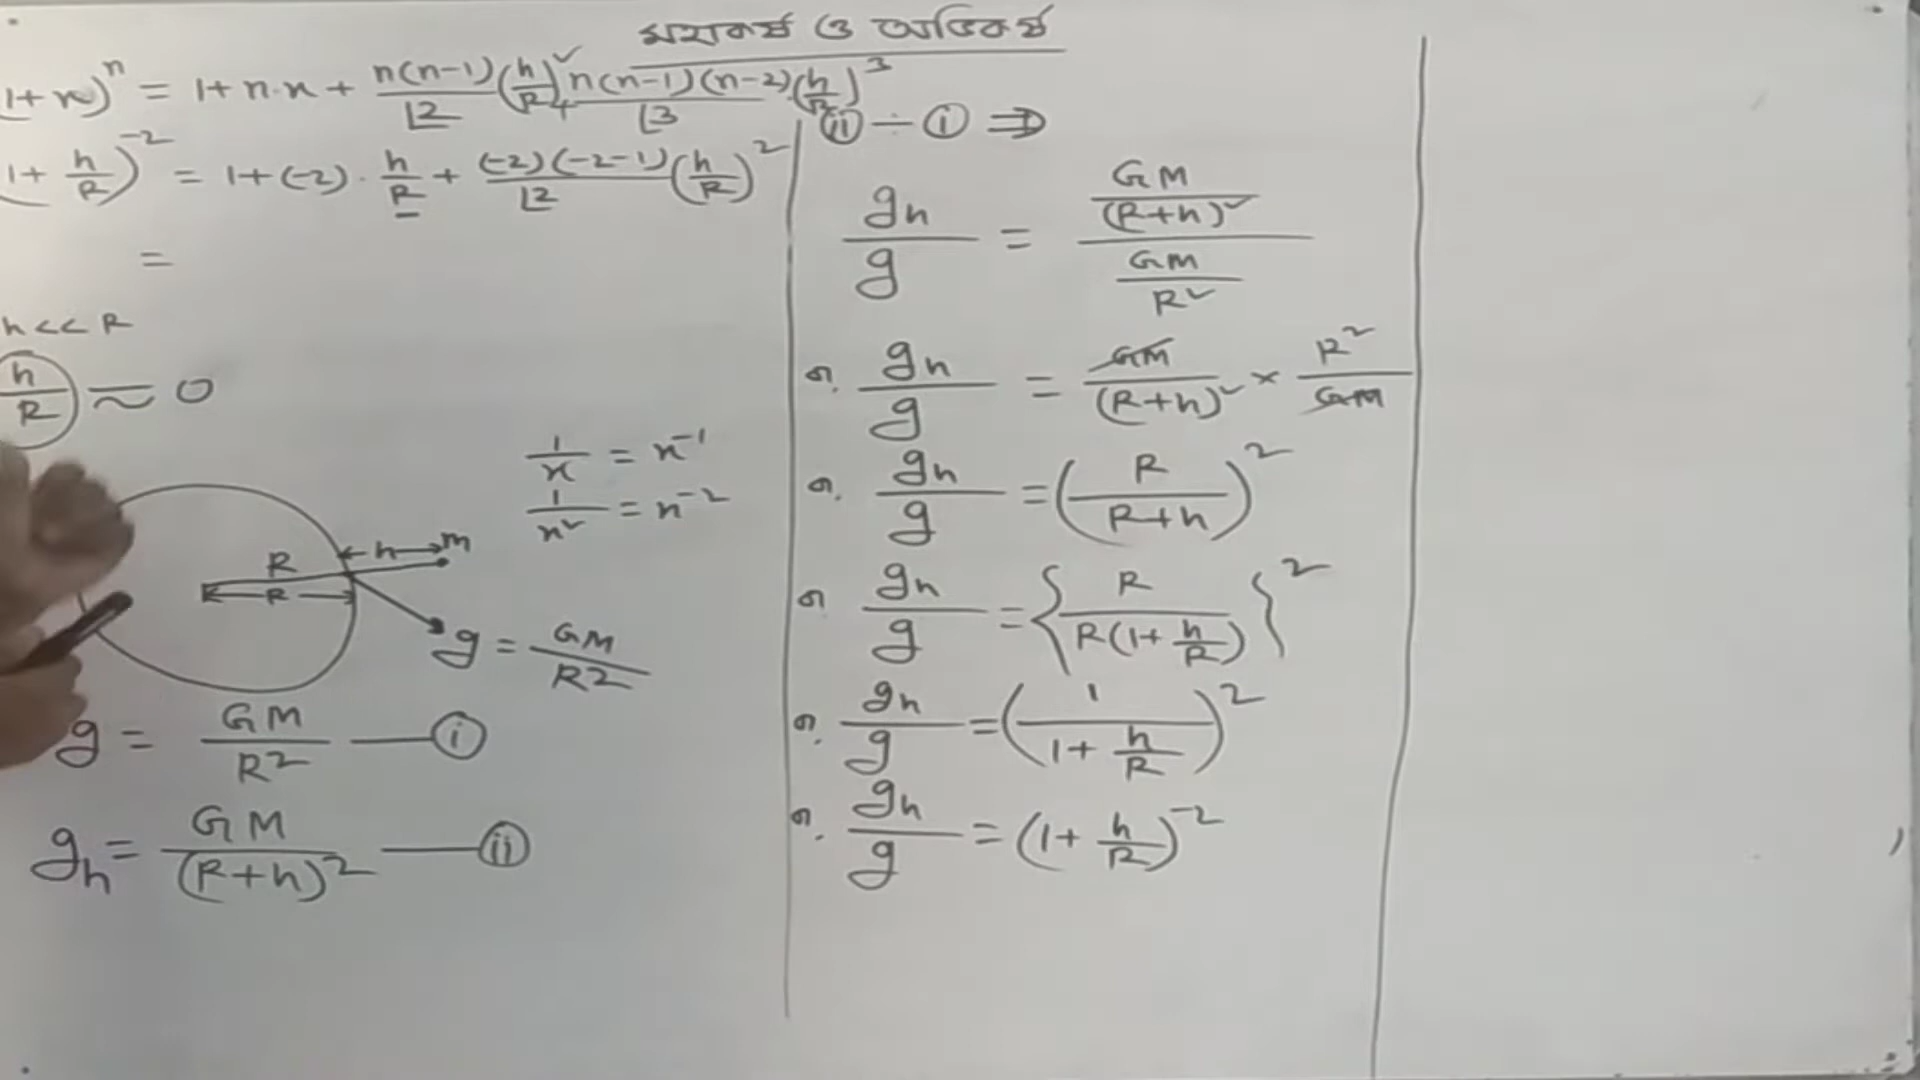 মহাকর্ষ ও অভিকর্ষ
(1+x)^n = 1+n·x + n(n-1)/⌊2 (h/R)^2 + n(n-1)(n-2)/⌊3 (h/R)^3
(1+h/R)^-2 = 1+(-2)·h/R + (-2)(-2-1)/⌊2 (h/R)^2
=
h<<R
h/R ≈ 0
1/x = x^-1
1/x^2 = x^-2
R
h
m
R
g = GM/R2
g = GM/R^2 — i
g_h = GM/(R+h)^2 — ii
ii ÷ i ⇒
g_h/g = (GM/(R+h)^2)/(GM/R^2)
বা, g_h/g = GM/(R+h)^2 × R^2/GM
বা, g_h/g = (R/(R+h))^2
বা g_h/g = {R/(R(1+h/R))}^2
বা, g_h/g = (1/(1+h/R))^2
বা, g_h/g = (1+h/R)^-2